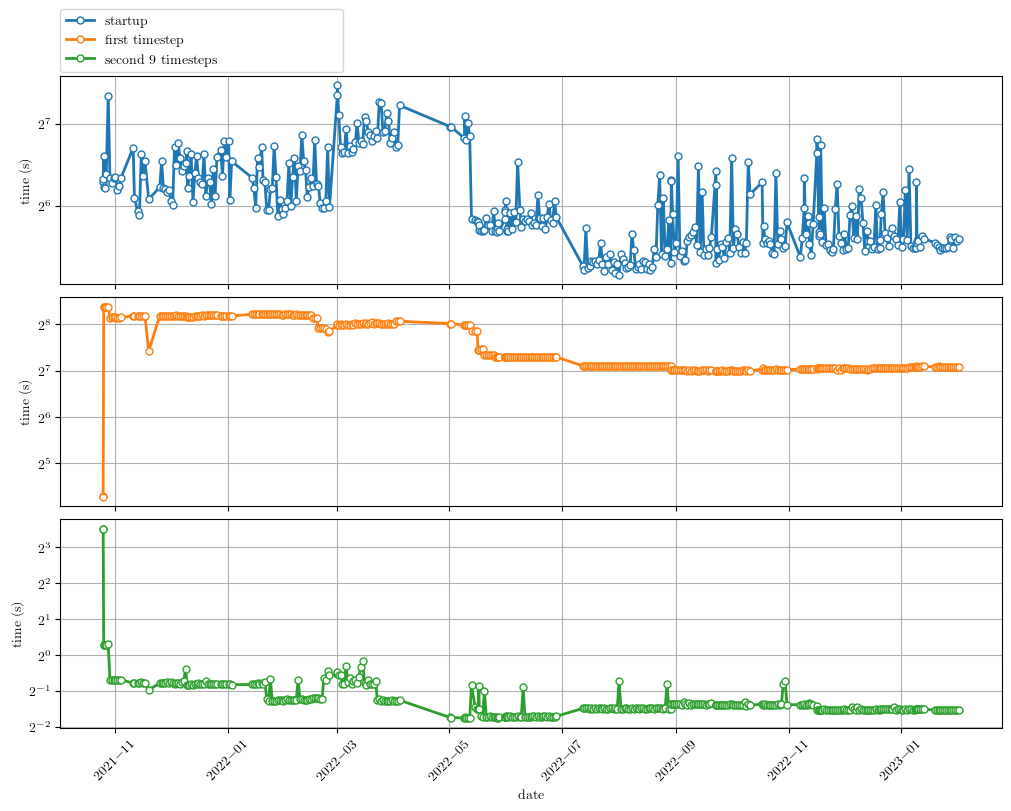 startup
first timestep
second 9 timesteps
2^7
2^6
time (s)
2^8
2^7
2^6
2^5
time (s)
2^3
2^2
2^1
2^0
2^−1
2^−2
time (s)
2021−11
2022−01
2022−03
2022−05
2022−07
2022−09
2022−11
2023−01
date